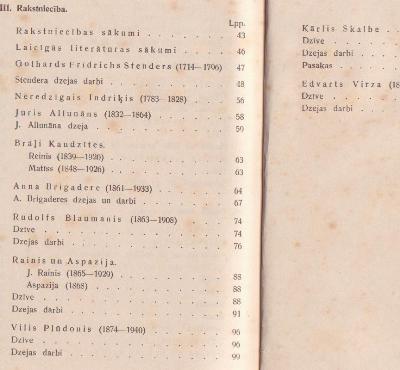 III. Rakstniecība.
Lpp.
Rakstniecības sākumi . . . . . . . 43
Laicīgās literatūras sākumi . . . . . 46
Gothards Fridrichs Stenders (1714—1796) 47
Stendera dzejas darbi . . . . . . . . . 48
Neredzīgais Indriķis (1783—1828) . . . . 56
Juris Allunāns (1832—1864) . . . . . . 58
J. Allunāna dzeja . . . . . . . . . . 59
Brāļi Kaudzītes.
Reinis (1839—1920) . . . . . . . . 63
Matīss (1848—1926) . . . . . . . . 63
Anna Brigadere (1861—1933) . . . . . 64
A. Brigaderes dzejas un darbi . . . . . . 67
Rudolfs Blaumanis (1863—1908) . . . . 74
Dzīve . . . . . . . . . . . . . 74
Dzejas darbi . . . . . . . . . . . 76
Rainis un Aspazija.
J. Rainis (1865—1929) . . . . . . . 88
Aspazija (1868) . . . . . . . . . 88
Dzīve . . . . . . . . . . . . . 88
Dzejas darbi . . . . . . . . . . . 91
Vilis Plūdonis (1874—1940) . . . . . . 96
Dzīve . . . . . . . . . . . . . 96
Dzejas darbi . . . . . . . . . . . 99
Kārlis Skalbe . .
Dzīve . . . . .
Dzejas darbi . . .
Pasakas . . . .
Edvarts Virza (18
Dzīve . . . . .
Dzejas darbi . . .